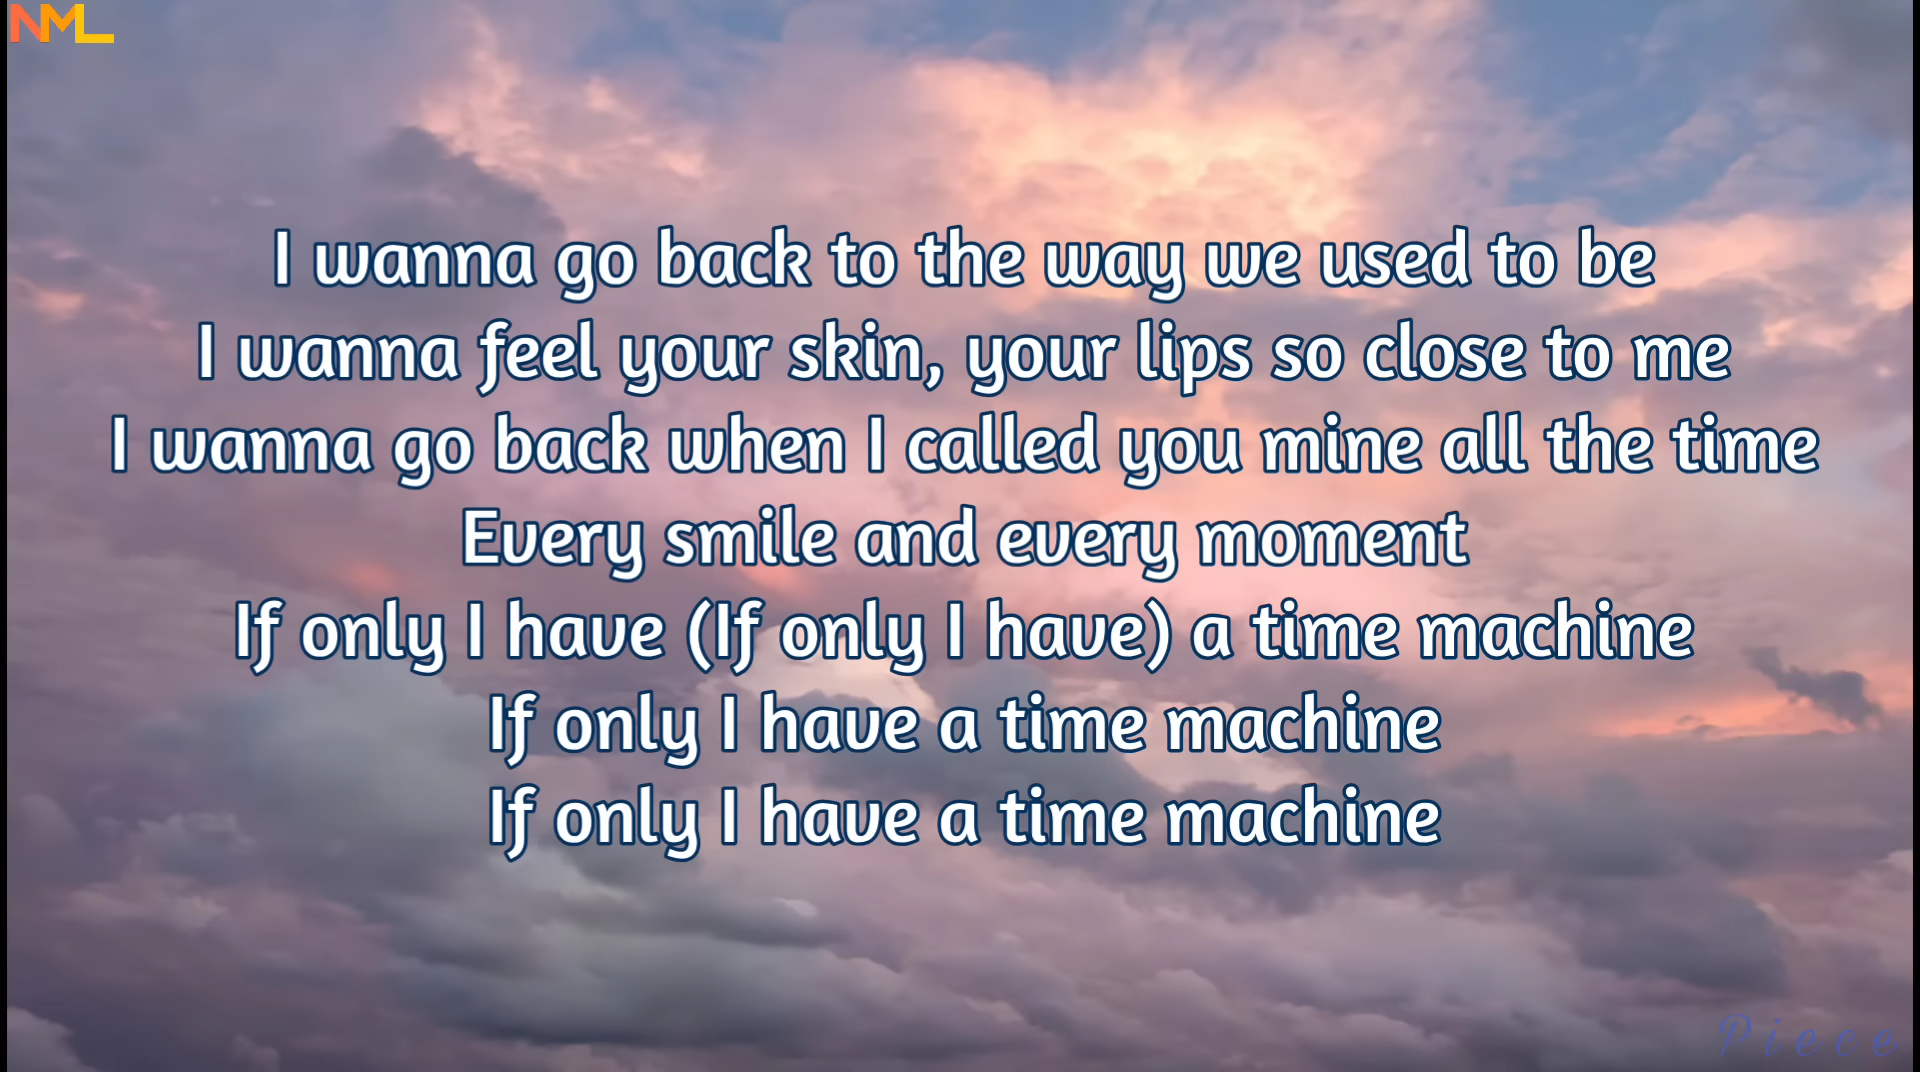 NML
I wanna go back to the way we used to be
I wanna feel your skin, your lips so close to me
I wanna go back when I called you mine all the time
Every smile and every moment
If only I have (If only I have) a time machine
If only I have a time machine
If only I have a time machine
Piece